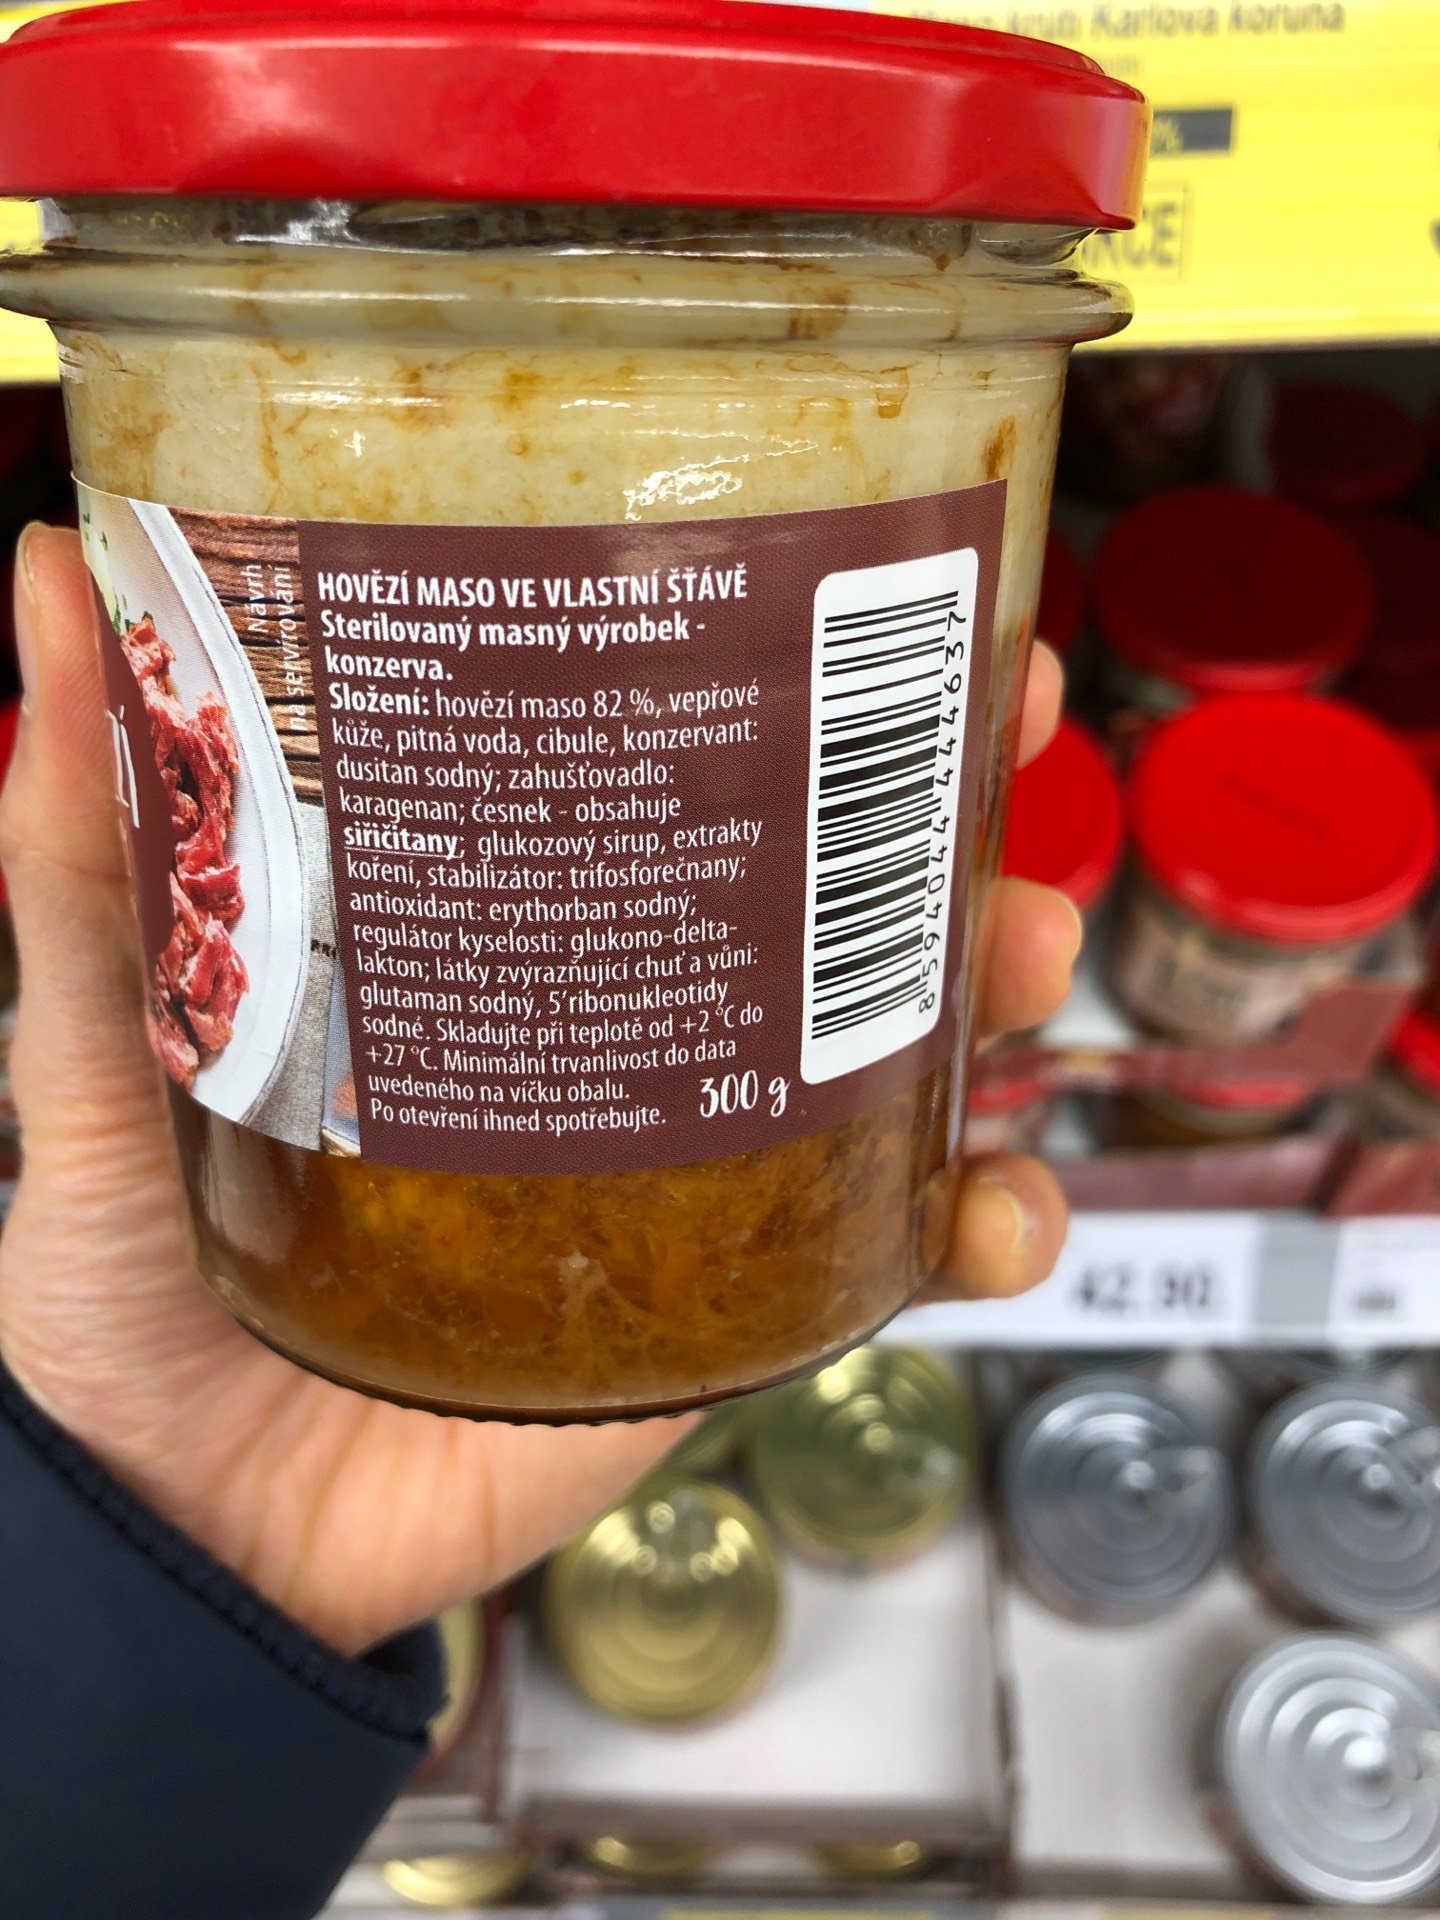 Karlova koruna
HOVĚZÍ MASO VE VLASTNÍ ŠŤÁVĚ
Sterilovaný masný výrobek -
konzerva.
Složení: hovězí maso 82 %, vepřové
kůže, pitná voda, cibule, konzervant:
dusitan sodný; zahušťovadlo:
karagenan; česnek - obsahuje
siřičitany; glukozový sirup, extrakty
koření, stabilizátor: trifosforečnany;
antioxidant: erythorban sodný;
regulátor kyselosti: glukono-delta-
lakton; látky zvýrazňující chuť a vůni:
glutaman sodný, 5'ribonukleotidy
sodné. Skladujte při teplotě od +2 °C do
+27 °C. Minimální trvanlivost do data
uvedeného na víčku obalu.
Po otevření ihned spotřebujte.
300 g
Návrh
na servírování
8594044444637
42.90